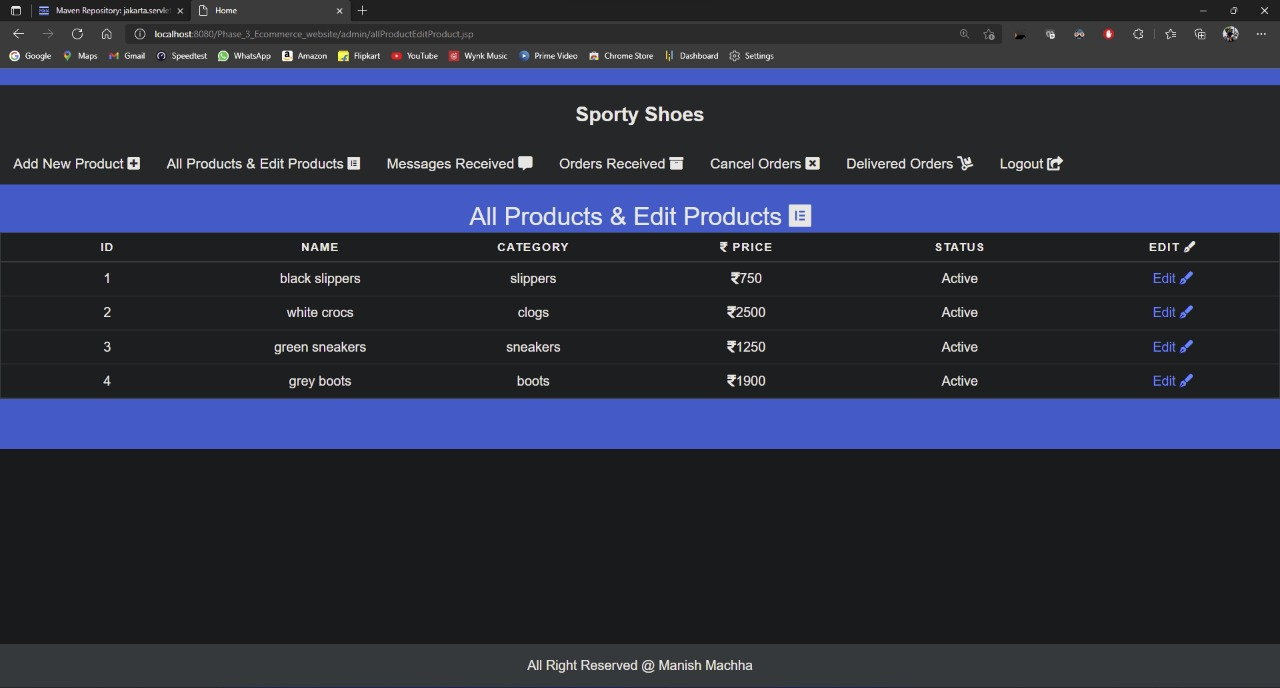 Maven Repository: jakarta.servle
Home
localhost:8080/Phase_3_Ecommerce_website/admin/allProductEditProduct.jsp
Google Maps Gmail Speedtest WhatsApp Amazon Flipkart YouTube Wynk Music Prime Video Chrome Store Dashboard Settings
Sporty Shoes
Add New Product All Products & Edit Products Messages Received Orders Received Cancel Orders Delivered Orders Logout
All Products & Edit Products
ID NAME CATEGORY ₹ PRICE STATUS EDIT
1 black slippers slippers ₹750 Active Edit
2 white crocs clogs ₹2500 Active Edit
3 green sneakers sneakers ₹1250 Active Edit
4 grey boots boots ₹1900 Active Edit
All Right Reserved @ Manish Machha